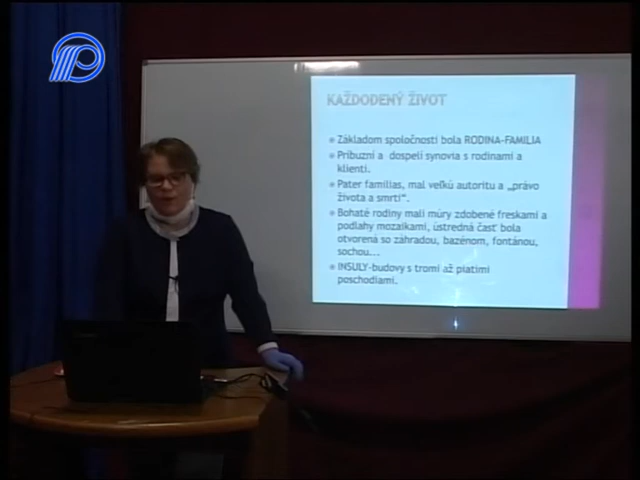 KAŽDODENÝ ŽIVOT
Základom spoločnosti bola RODINA-FAMILIA
Príbuzní a dospelí synovia s rodinami a
klienti.
Pater familias, mal veľkú autoritu a „právo
života a smrti“.
Bohaté rodiny mali múry zdobené freskami a
podlahy mozaikami, ústredná časť bola
otvorená so záhradou, bazénom, fontánou,
sochou...
INSULY-budovy s tromi až piatimi
poschodiami.